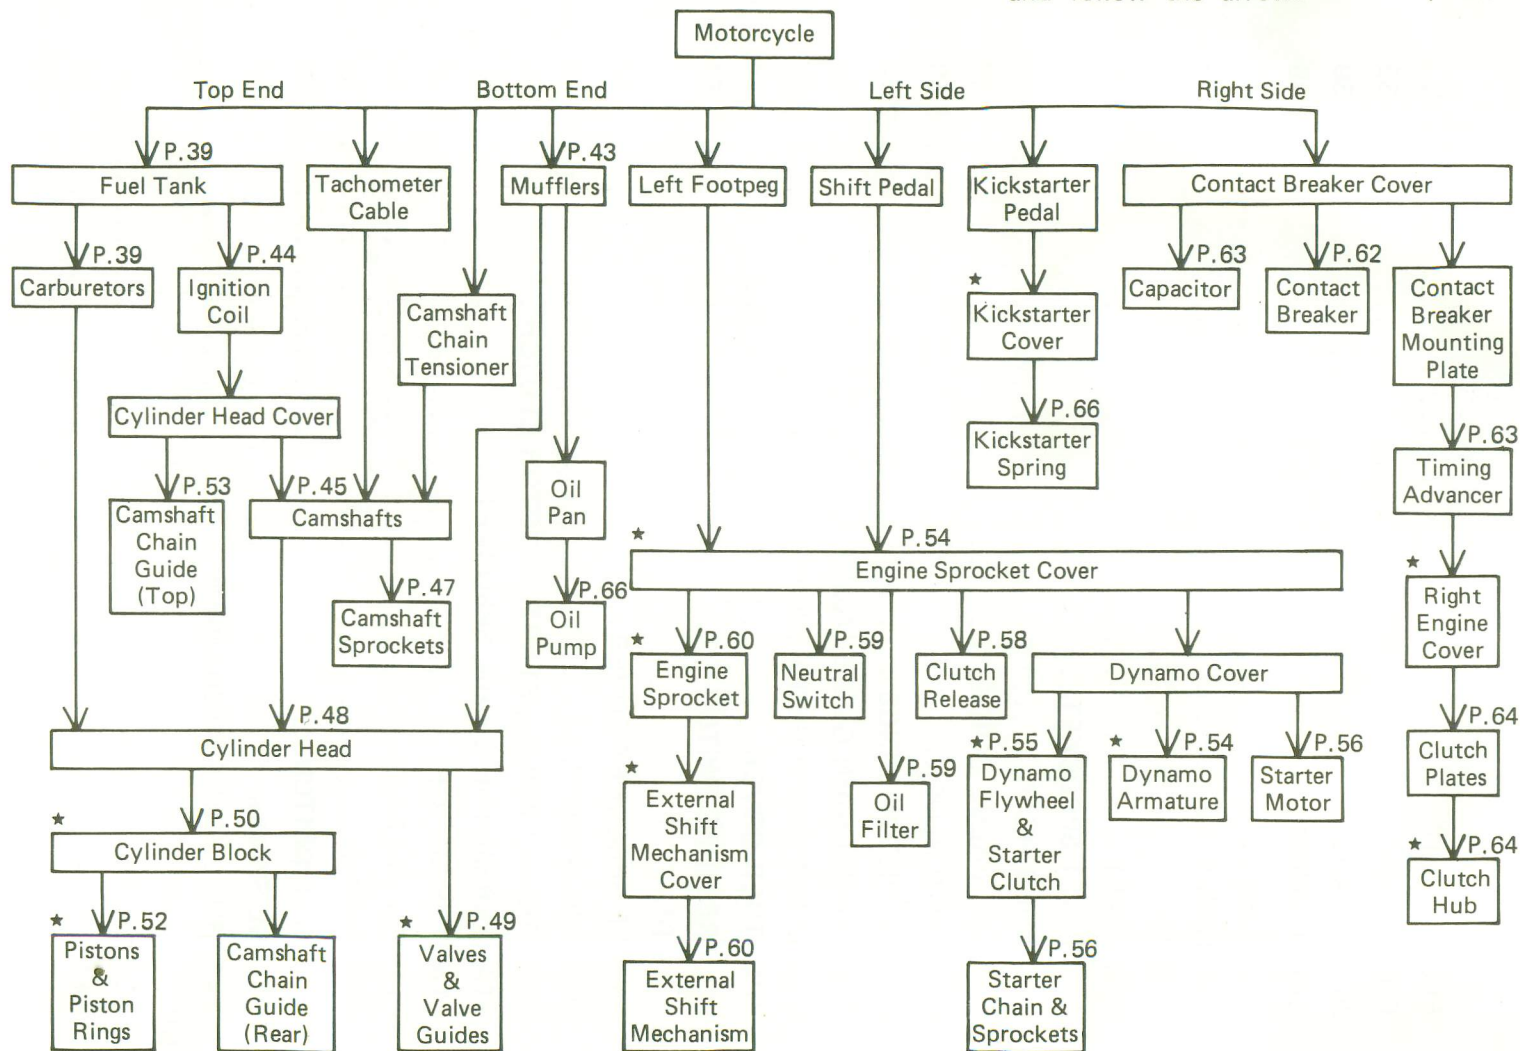 Motorcycle
Top End
Bottom End
Left Side
Right Side
P.39
Fuel Tank
Tachometer
Cable
P.43
Mufflers
Left Footpeg
Shift Pedal
Kickstarter
Pedal
Contact Breaker Cover
P.39
Carburetors
P.44
Ignition
Coil
Camshaft
Chain
Tensioner
★
Kickstarter
Cover
P.63
Capacitor
P.62
Contact
Breaker
Contact
Breaker
Mounting
Plate
Cylinder Head Cover
P.66
Kickstarter
Spring
P.63
Timing
Advancer
P.53
Camshaft
Chain
Guide
(Top)
P.45
Camshafts
Oil
Pan
★
P.54
Engine Sprocket Cover
P.47
Camshaft
Sprockets
P.66
Oil
Pump
★ P.60
Engine
Sprocket
P.59
Neutral
Switch
P.58
Clutch
Release
Dynamo Cover
★
Right
Engine
Cover
P.48
Cylinder Head
★
External
Shift
Mechanism
Cover
P.59
Oil
Filter
★ P.55
Dynamo
Flywheel
&
Starter
Clutch
★ P.54
Dynamo
Armature
P.56
Starter
Motor
P.64
Clutch
Plates
★ P.50
Cylinder Block
★ P.64
Clutch
Hub
★ P.52
Pistons
&
Piston
Rings
Camshaft
Chain
Guide
(Rear)
★ P.49
Valves
&
Valve
Guides
P.60
External
Shift
Mechanism
P.56
Starter
Chain &
Sprockets